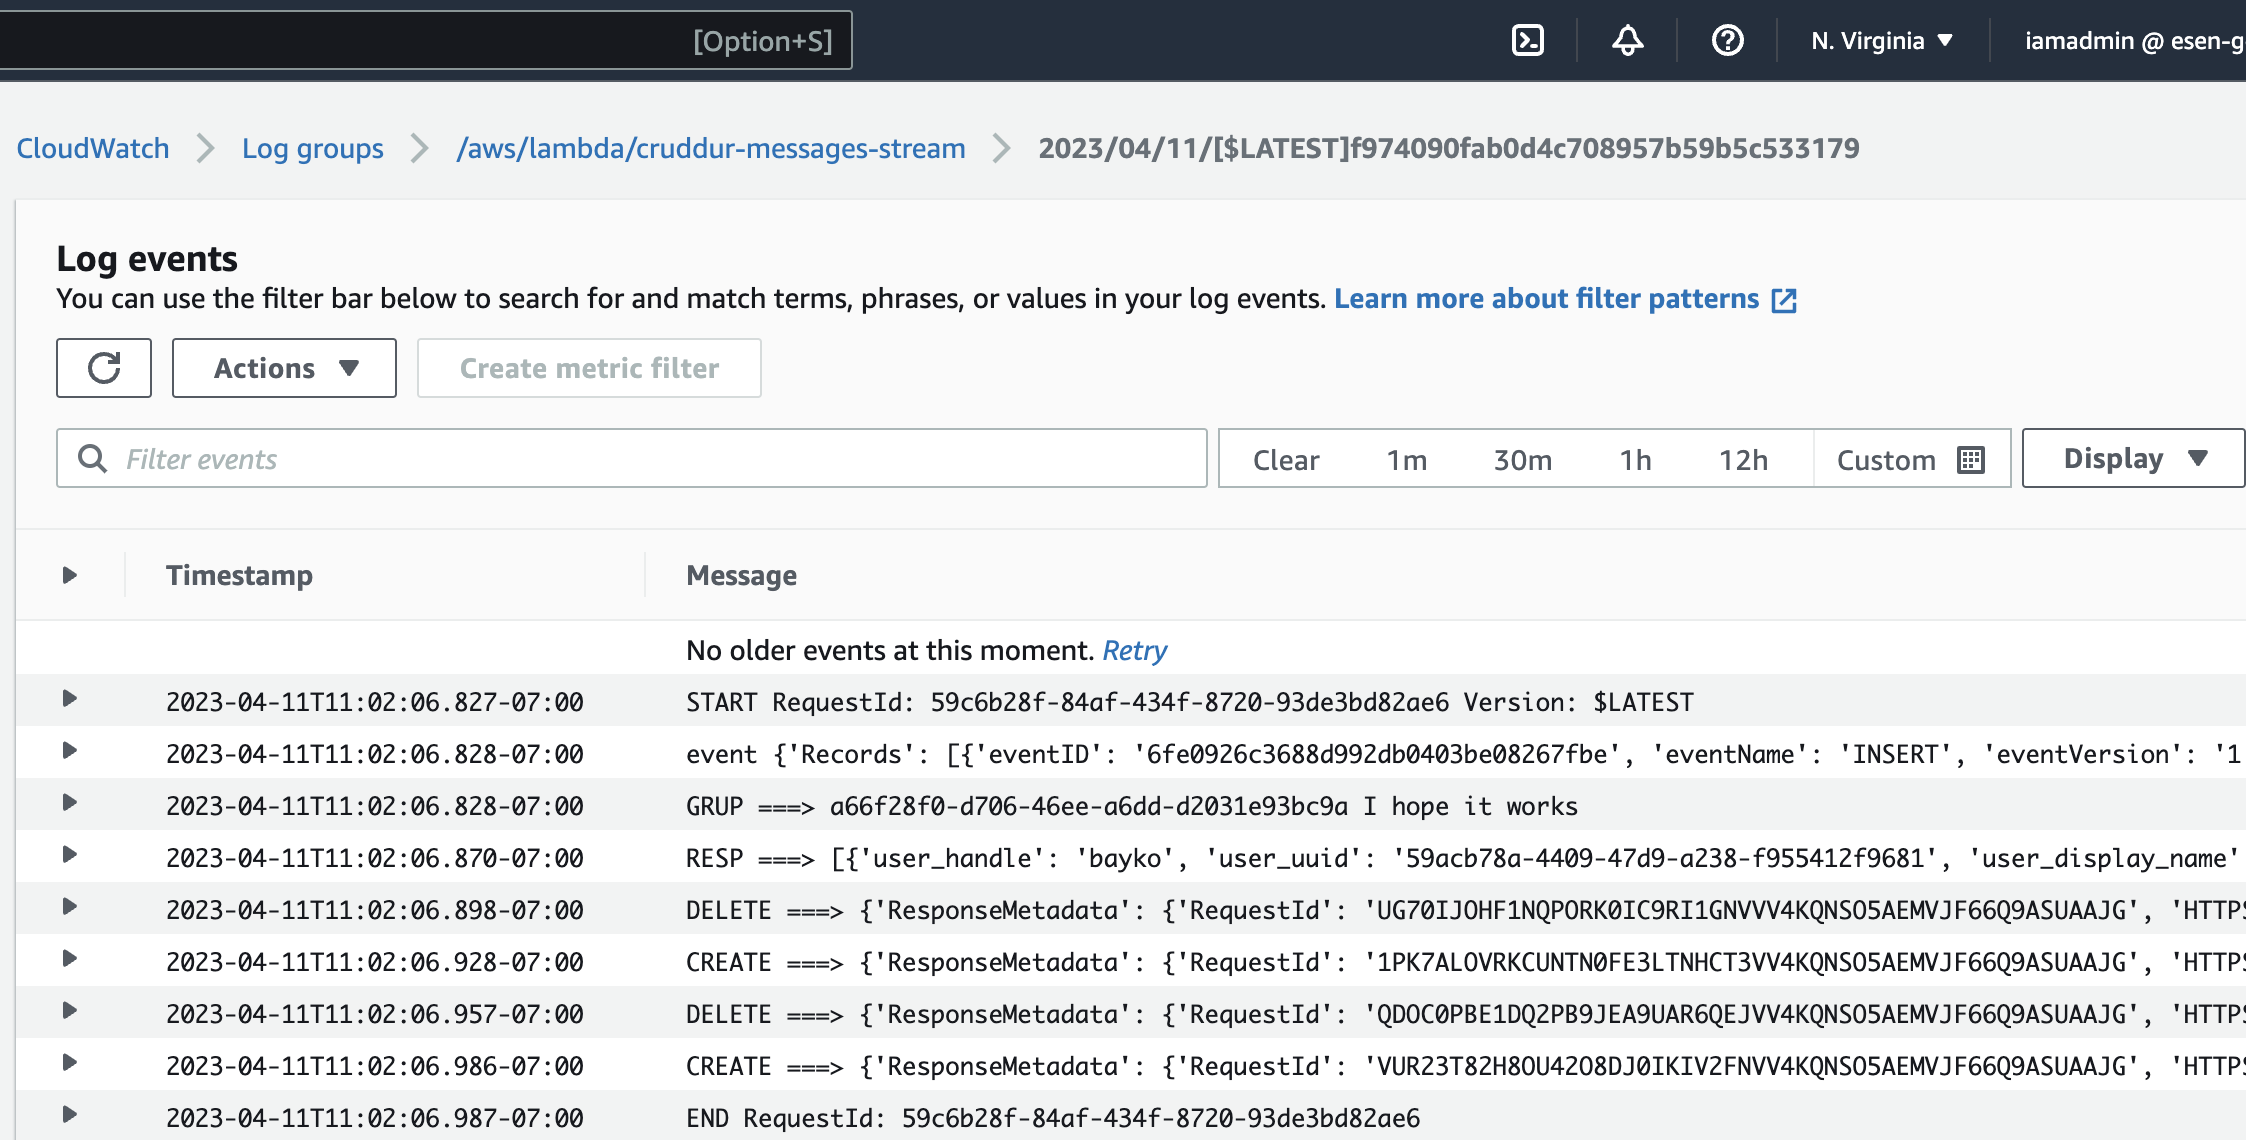 [Option+S] N. Virginia iamadmin @ esen-g
CloudWatch Log groups /aws/lambda/cruddur-messages-stream 2023/04/11/[$LATEST]f974090fab0d4c708957b59b5c533179
Log events
You can use the filter bar below to search for and match terms, phrases, or values in your log events. Learn more about filter patterns
Actions Create metric filter
Filter events Clear 1m 30m 1h 12h Custom Display
Timestamp Message
No older events at this moment. Retry
2023-04-11T11:02:06.827-07:00 START RequestId: 59c6b28f-84af-434f-8720-93de3bd82ae6 Version: $LATEST
2023-04-11T11:02:06.828-07:00 event {'Records': [{'eventID': '6fe0926c3688d992db0403be08267fbe', 'eventName': 'INSERT', 'eventVersion': '1
2023-04-11T11:02:06.828-07:00 GRUP ===> a66f28f0-d706-46ee-a6dd-d2031e93bc9a I hope it works
2023-04-11T11:02:06.870-07:00 RESP ===> [{'user_handle': 'bayko', 'user_uuid': '59acb78a-4409-47d9-a238-f955412f9681', 'user_display_name'
2023-04-11T11:02:06.898-07:00 DELETE ===> {'ResponseMetadata': {'RequestId': 'UG70IJOHF1NQPORK0IC9RI1GNVVV4KQNSO5AEMVJF66Q9ASUAAJG', 'HTTPS
2023-04-11T11:02:06.928-07:00 CREATE ===> {'ResponseMetadata': {'RequestId': '1PK7ALOVRKCUNTN0FE3LTNHCT3VV4KQNSO5AEMVJF66Q9ASUAAJG', 'HTTPS
2023-04-11T11:02:06.957-07:00 DELETE ===> {'ResponseMetadata': {'RequestId': 'QDOC0PBE1DQ2PB9JEA9UAR6QEJVV4KQNSO5AEMVJF66Q9ASUAAJG', 'HTTPS
2023-04-11T11:02:06.986-07:00 CREATE ===> {'ResponseMetadata': {'RequestId': 'VUR23T82H8OU42O8DJ0IKIV2FNVV4KQNSO5AEMVJF66Q9ASUAAJG', 'HTTPS
2023-04-11T11:02:06.987-07:00 END RequestId: 59c6b28f-84af-434f-8720-93de3bd82ae6